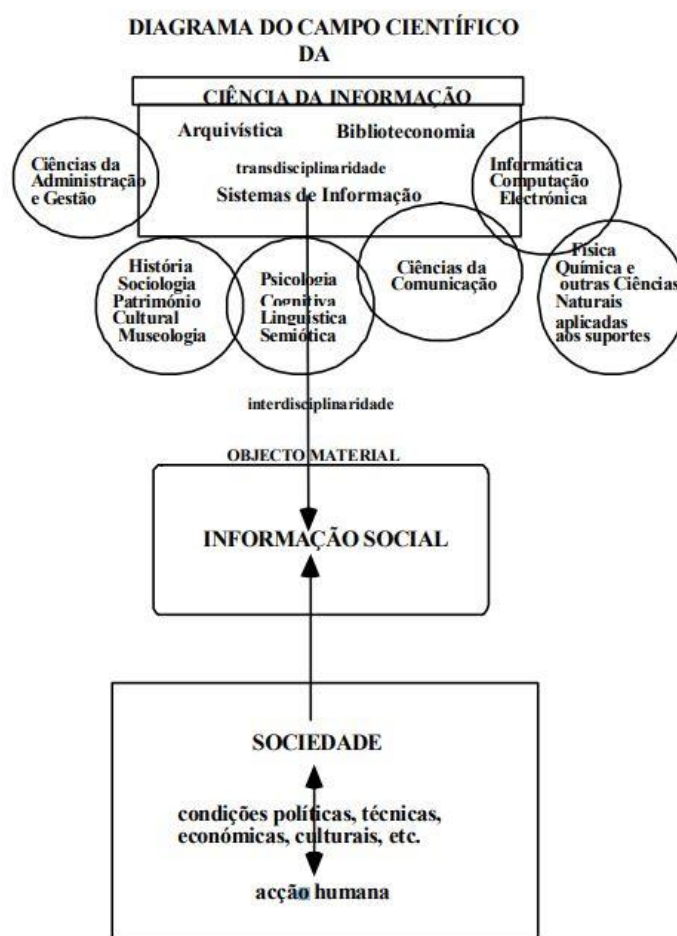 DIAGRAMA DO CAMPO CIENTÍFICO
DA
CIÊNCIA DA INFORMAÇÃO
Arquivística
Biblioteconomia
transdisciplinaridade
Sistemas de Informação
Ciências da
Administração
e Gestão
Informática
Computação
Electrónica
História
Sociologia
Património
Cultural
Museologia
Psicologia
Cognitiva
Linguística
Semiótica
Ciências da
Comunicação
Física
Química e
outras Ciências
Naturais
aplicadas
aos suportes
interdisciplinaridade
OBJECTO MATERIAL
INFORMAÇÃO SOCIAL
SOCIEDADE
condições políticas, técnicas,
económicas, culturais, etc.
acção humana